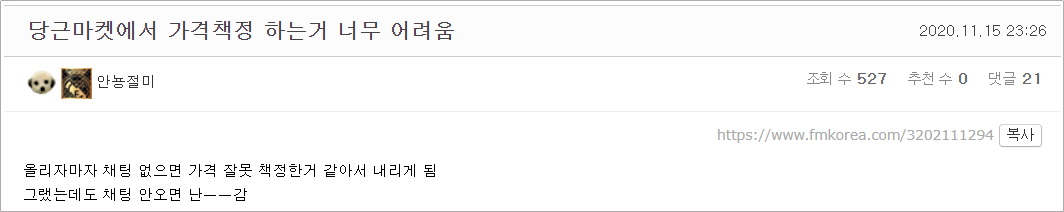 당근마켓에서 가격책정 하는거 너무 어려움
2020.11.15 23:26
안뇽절미
조회 수 527 추천 수 0 댓글 21
https://www.fmkorea.com/3202111294 복사
올리자마자 채팅 없으면 가격 잘못 책정한거 같아서 내리게 됨
그랬는데도 채팅 안오면 난ㅡㅡ감